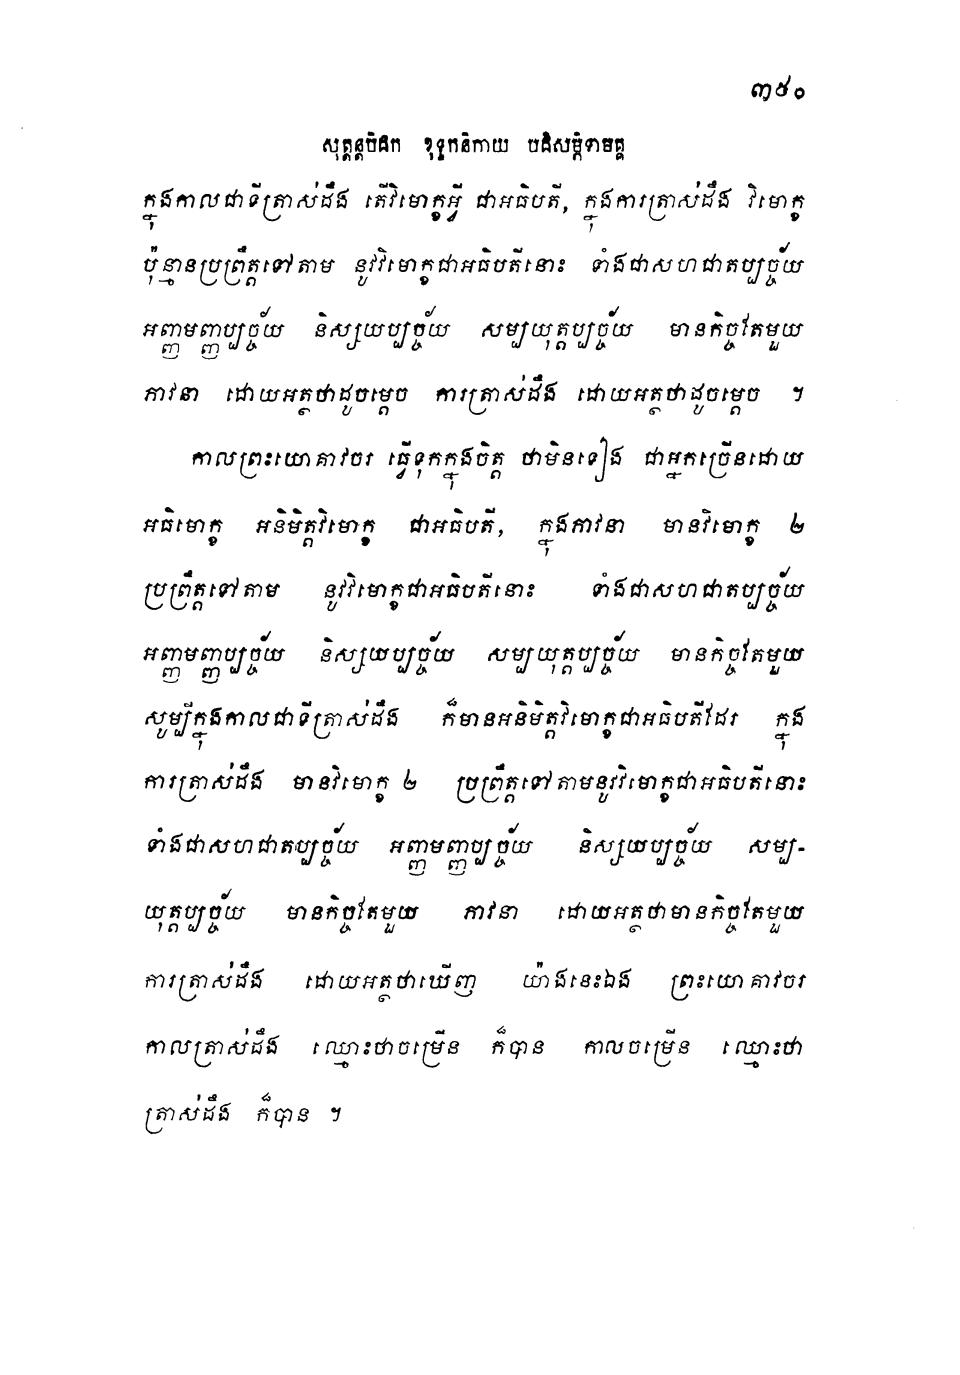 ៣៥០
សុត្តន្តបិដក ខុទ្ទកនិកាយ បដិសម្ភិទាមគ្គ
ក្នុងកាលជាទីត្រាស់ដឹង តើវិមោក្ខអ្វី ជាអធិបតី, ក្នុងការត្រាស់ដឹង វិមោក្ខ
ប៉ុន្មានប្រព្រឹត្តទៅតាម នូវវិមោក្ខជាអធិបតីនោះ ទាំងជាសហជាតប្បច្ច័យ
អញ្ញមញ្ញប្បច្ច័យ និស្សយប្បច្ច័យ សម្បយុត្តប្បច្ច័យ មានកិច្ចតែមួយ
ភាវនា ដោយអត្ថថាដូចម្តេច ការត្រាស់ដឹង ដោយអត្ថថាដូចម្តេច ។
កាលព្រះយោគាវចរ ធ្វើទុកក្នុងចិត្ត ថាមិនទៀង ជាអ្នកច្រើនដោយ
អធិមោក្ខ អនិមិត្តវិមោក្ខ ជាអធិបតី, ក្នុងភាវនា មានវិមោក្ខ ២
ប្រព្រឹត្តទៅតាម នូវវិមោក្ខជាអធិបតីនោះ ទាំងជាសហជាតប្បច្ច័យ
អញ្ញមញ្ញប្បច្ច័យ និស្សយប្បច្ច័យ សម្បយុត្តប្បច្ច័យ មានកិច្ចតែមួយ
សូម្បីក្នុងកាលជាទីត្រាស់ដឹង ក៏មានអនិមិត្តវិមោក្ខជាអធិបតីដែរ ក្នុង
ការត្រាស់ដឹង មានវិមោក្ខ ២ ប្រព្រឹត្តទៅតាមនូវវិមោក្ខជាអធិបតីនោះ
ទាំងជាសហជាតប្បច្ច័យ អញ្ញមញ្ញប្បច្ច័យ និស្សយប្បច្ច័យ សម្ប-
យុត្តប្បច្ច័យ មានកិច្ចតែមួយ ភាវនា ដោយអត្ថថាមានកិច្ចតែមួយ
ការត្រាស់ដឹង ដោយអត្ថថាឃើញ យ៉ាងនេះឯង ព្រះយោគាវចរ
កាលត្រាស់ដឹង ឈ្មោះថាចម្រើន ក៏បាន កាលចម្រើន ឈ្មោះថា
ត្រាស់ដឹង ក៏បាន ។